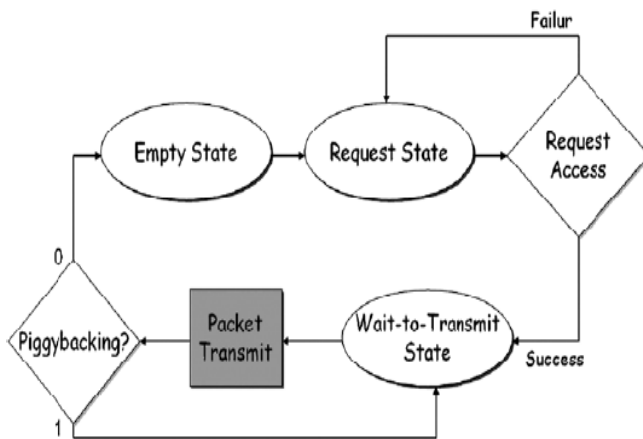 Failur
Empty State
Request State
Request
Access
0
Piggybacking?
Packet
Transmit
Wait-to-Transmit
State
Success
1